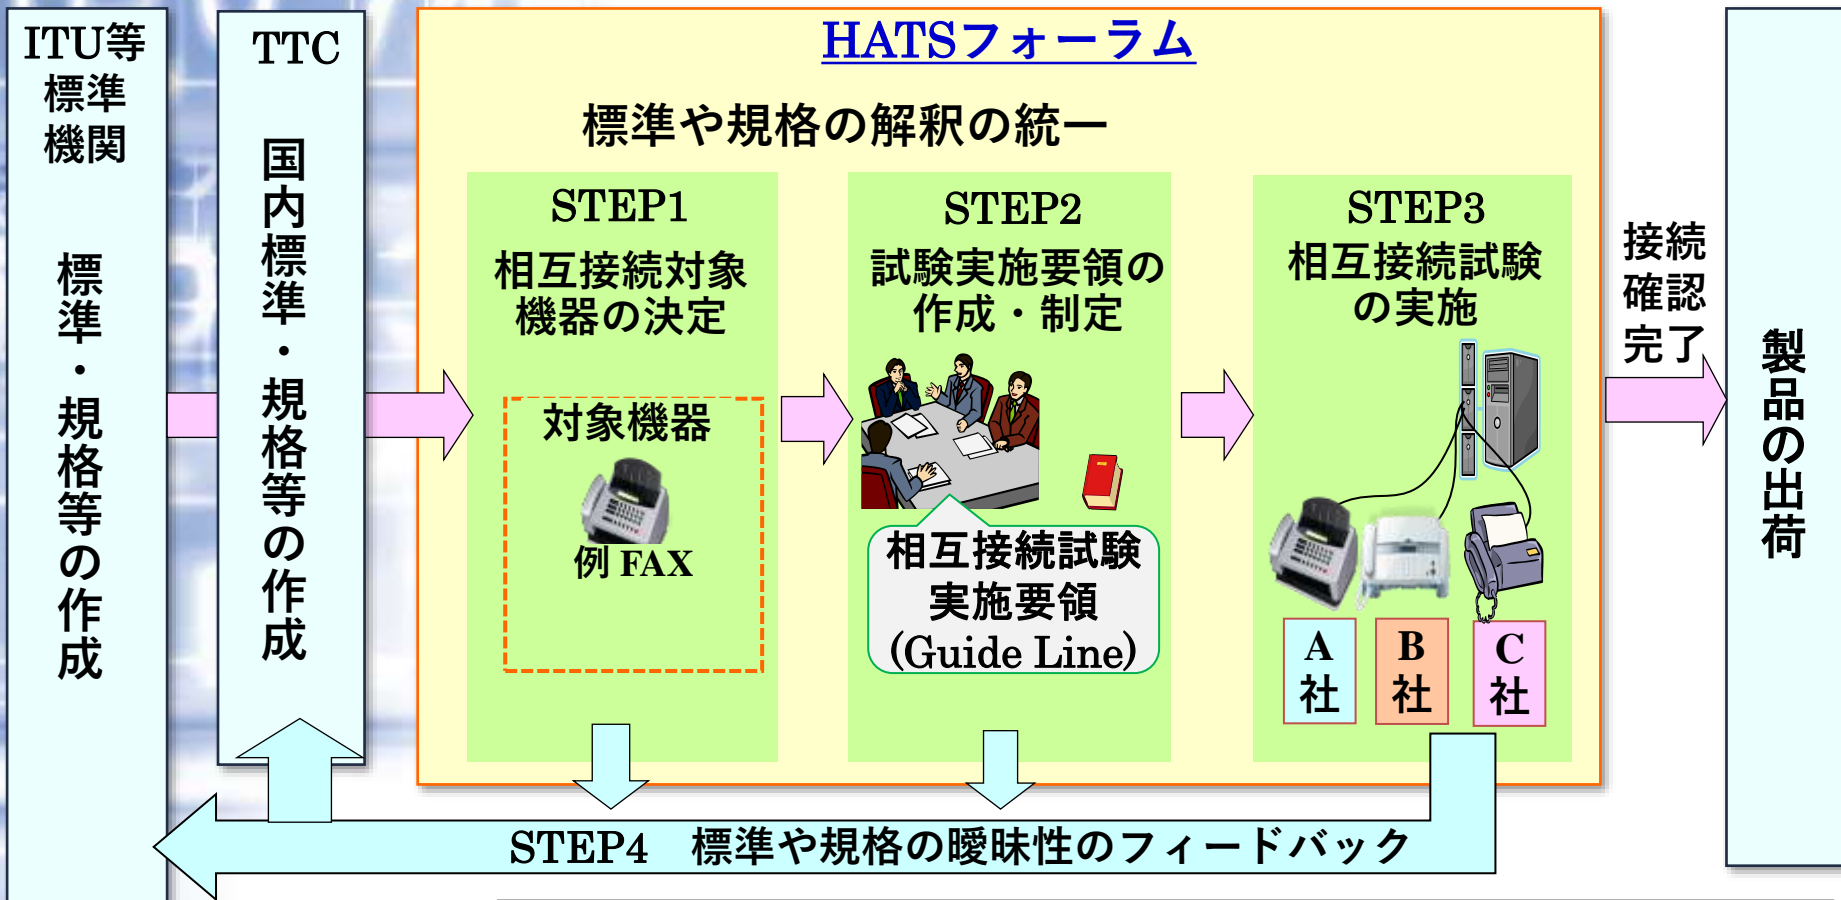 ITU等
標準
機関
標準・規格等の作成
TTC
国内標準・規格等の作成
HATSフォーラム
標準や規格の解釈の統一
STEP1
相互接続対象
機器の決定
対象機器
例 FAX
STEP2
試験実施要領の
作成・制定
相互接続試験
実施要領
(Guide Line)
STEP3
相互接続試験
の実施
A
社
B
社
C
社
接続
確認
完了
製品の出荷
STEP4 標準や規格の曖昧性のフィードバック